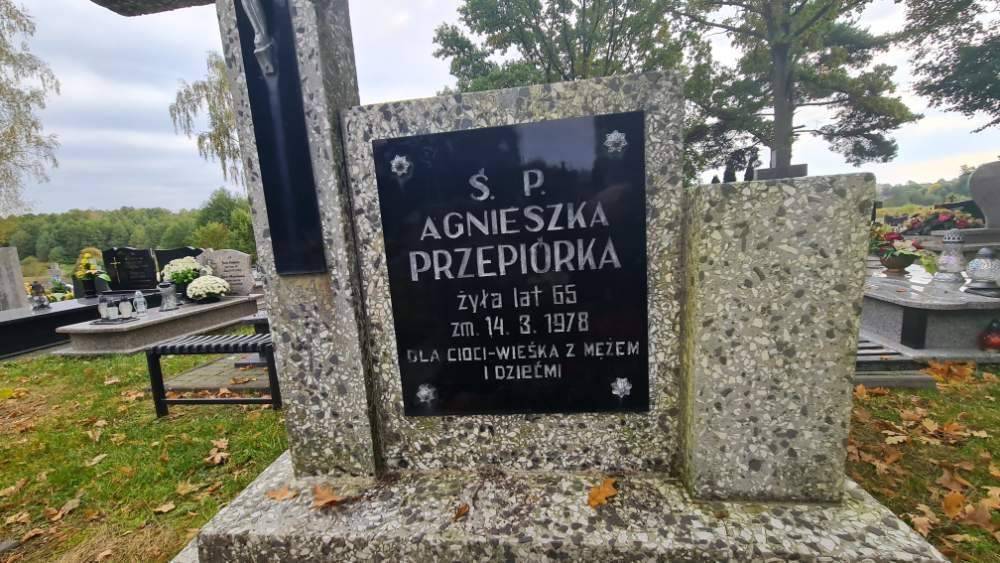 Ś. P.
AGNIESZKA
PRZEPIÓRKA
żyła lat 65
zm. 14. 3. 1978
DLA CIOCI-WIEŚKA Z MĘŻEM
I DZIEĆMI